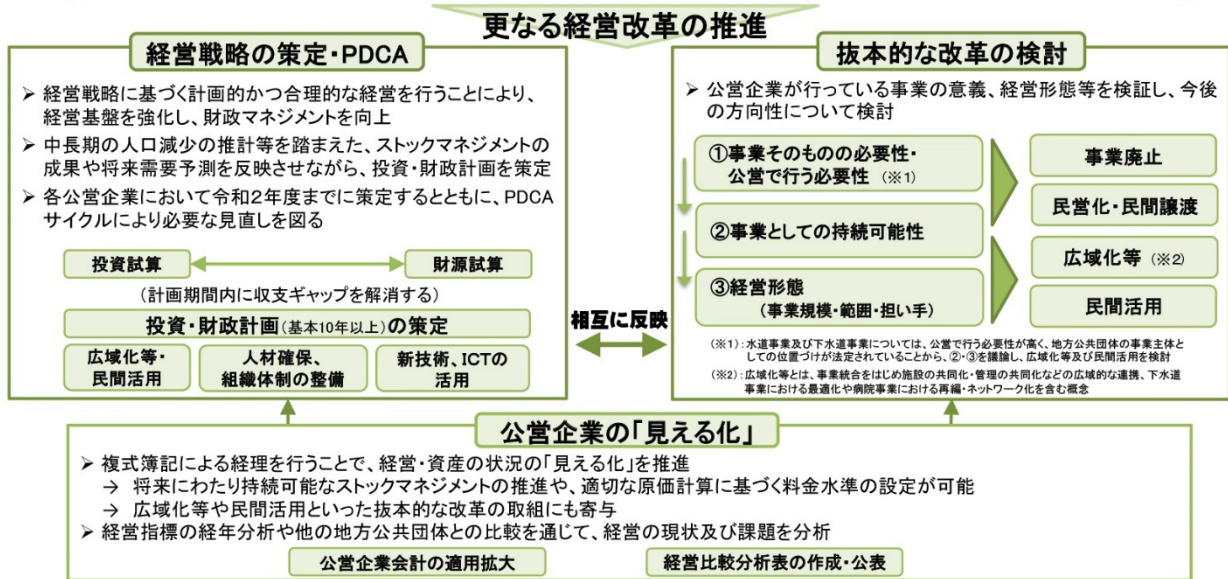 更なる経営改革の推進
経営戦略の策定・PDCA
➢ 経営戦略に基づく計画的かつ合理的な経営を行うことにより、
経営基盤を強化し、財政マネジメントを向上
➢ 中長期の人口減少の推計等を踏まえた、ストックマネジメントの
成果や将来需要予測を反映させながら、投資・財政計画を策定
➢ 各公営企業において令和2年度までに策定するとともに、PDCA
サイクルにより必要な見直しを図る
投資試算
財源試算
(計画期間内に収支ギャップを解消する)
投資・財政計画(基本10年以上)の策定
広域化等・
民間活用
人材確保、
組織体制の整備
新技術、ICTの
活用
相互に反映
抜本的な改革の検討
➢ 公営企業が行っている事業の意義、経営形態等を検証し、今後
の方向性について検討
①事業そのものの必要性・
公営で行う必要性 (※1)
②事業としての持続可能性
③経営形態
(事業規模・範囲・担い手)
事業廃止
民営化・民間譲渡
広域化等 (※2)
民間活用
(※1):水道事業及び下水道事業については、公営で行う必要性が高く、地方公共団体の事業主体と
しての位置づけが法定されていることから、②・③を議論し、広域化等及び民間活用を検討
(※2):広域化等とは、事業統合をはじめ施設の共同化・管理の共同化などの広域的な連携、下水道
事業における最適化や病院事業における再編・ネットワーク化を含む概念
公営企業の「見える化」
➢ 複式簿記による経理を行うことで、経営・資産の状況の「見える化」を推進
→ 将来にわたり持続可能なストックマネジメントの推進や、適切な原価計算に基づく料金水準の設定が可能
→ 広域化等や民間活用といった抜本的な改革の取組にも寄与
➢ 経営指標の経年分析や他の地方公共団体との比較を通じて、経営の現状及び課題を分析
公営企業会計の適用拡大
経営比較分析表の作成・公表